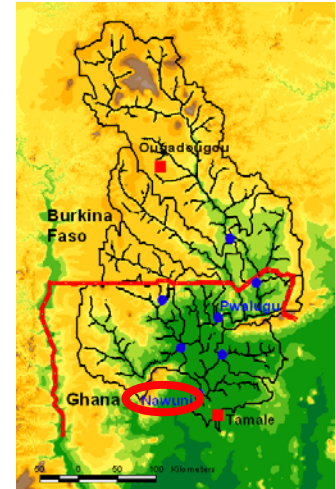 Ouagadougou
Burkina
Faso
Pwalugu
Ghana
Nawuni
Tamale
50 0 50 100 Kilometers